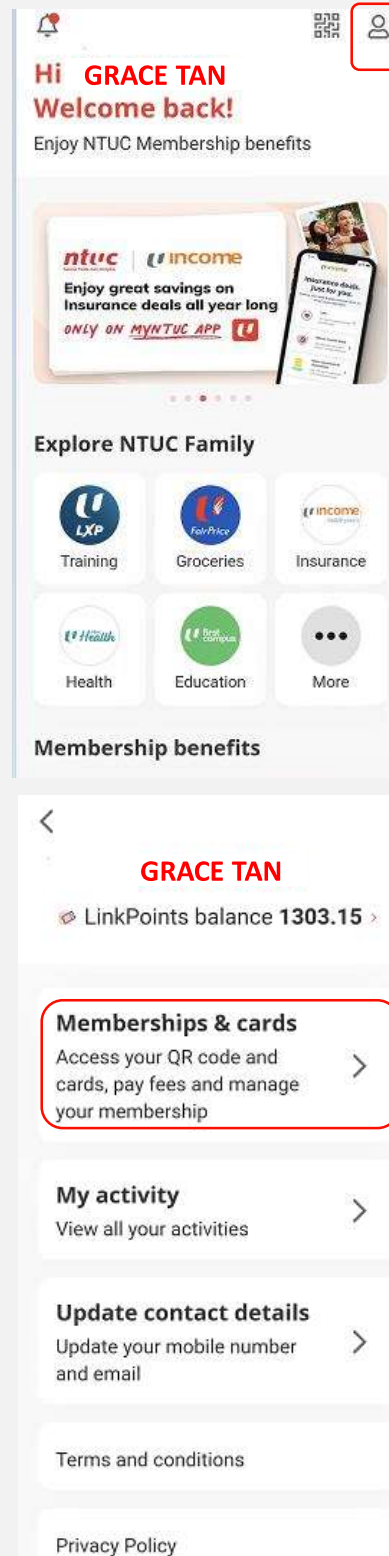 Hi GRACE TAN
Welcome back!
Enjoy NTUC Membership benefits
ntuc | income
Enjoy great savings on
Insurance deals all year long
ONLY ON MYNTUC APP
Insurance deals.
Just for you.
Explore NTUC Family
LXP
FairPrice
income
Training
Groceries
Insurance
Health
first campus
Health
Education
More
Membership benefits
GRACE TAN
LinkPoints balance 1303.15 >
Memberships & cards
Access your QR code and
cards, pay fees and manage
your membership
My activity
View all your activities
Update contact details
Update your mobile number
and email
Terms and conditions
Privacy Policy